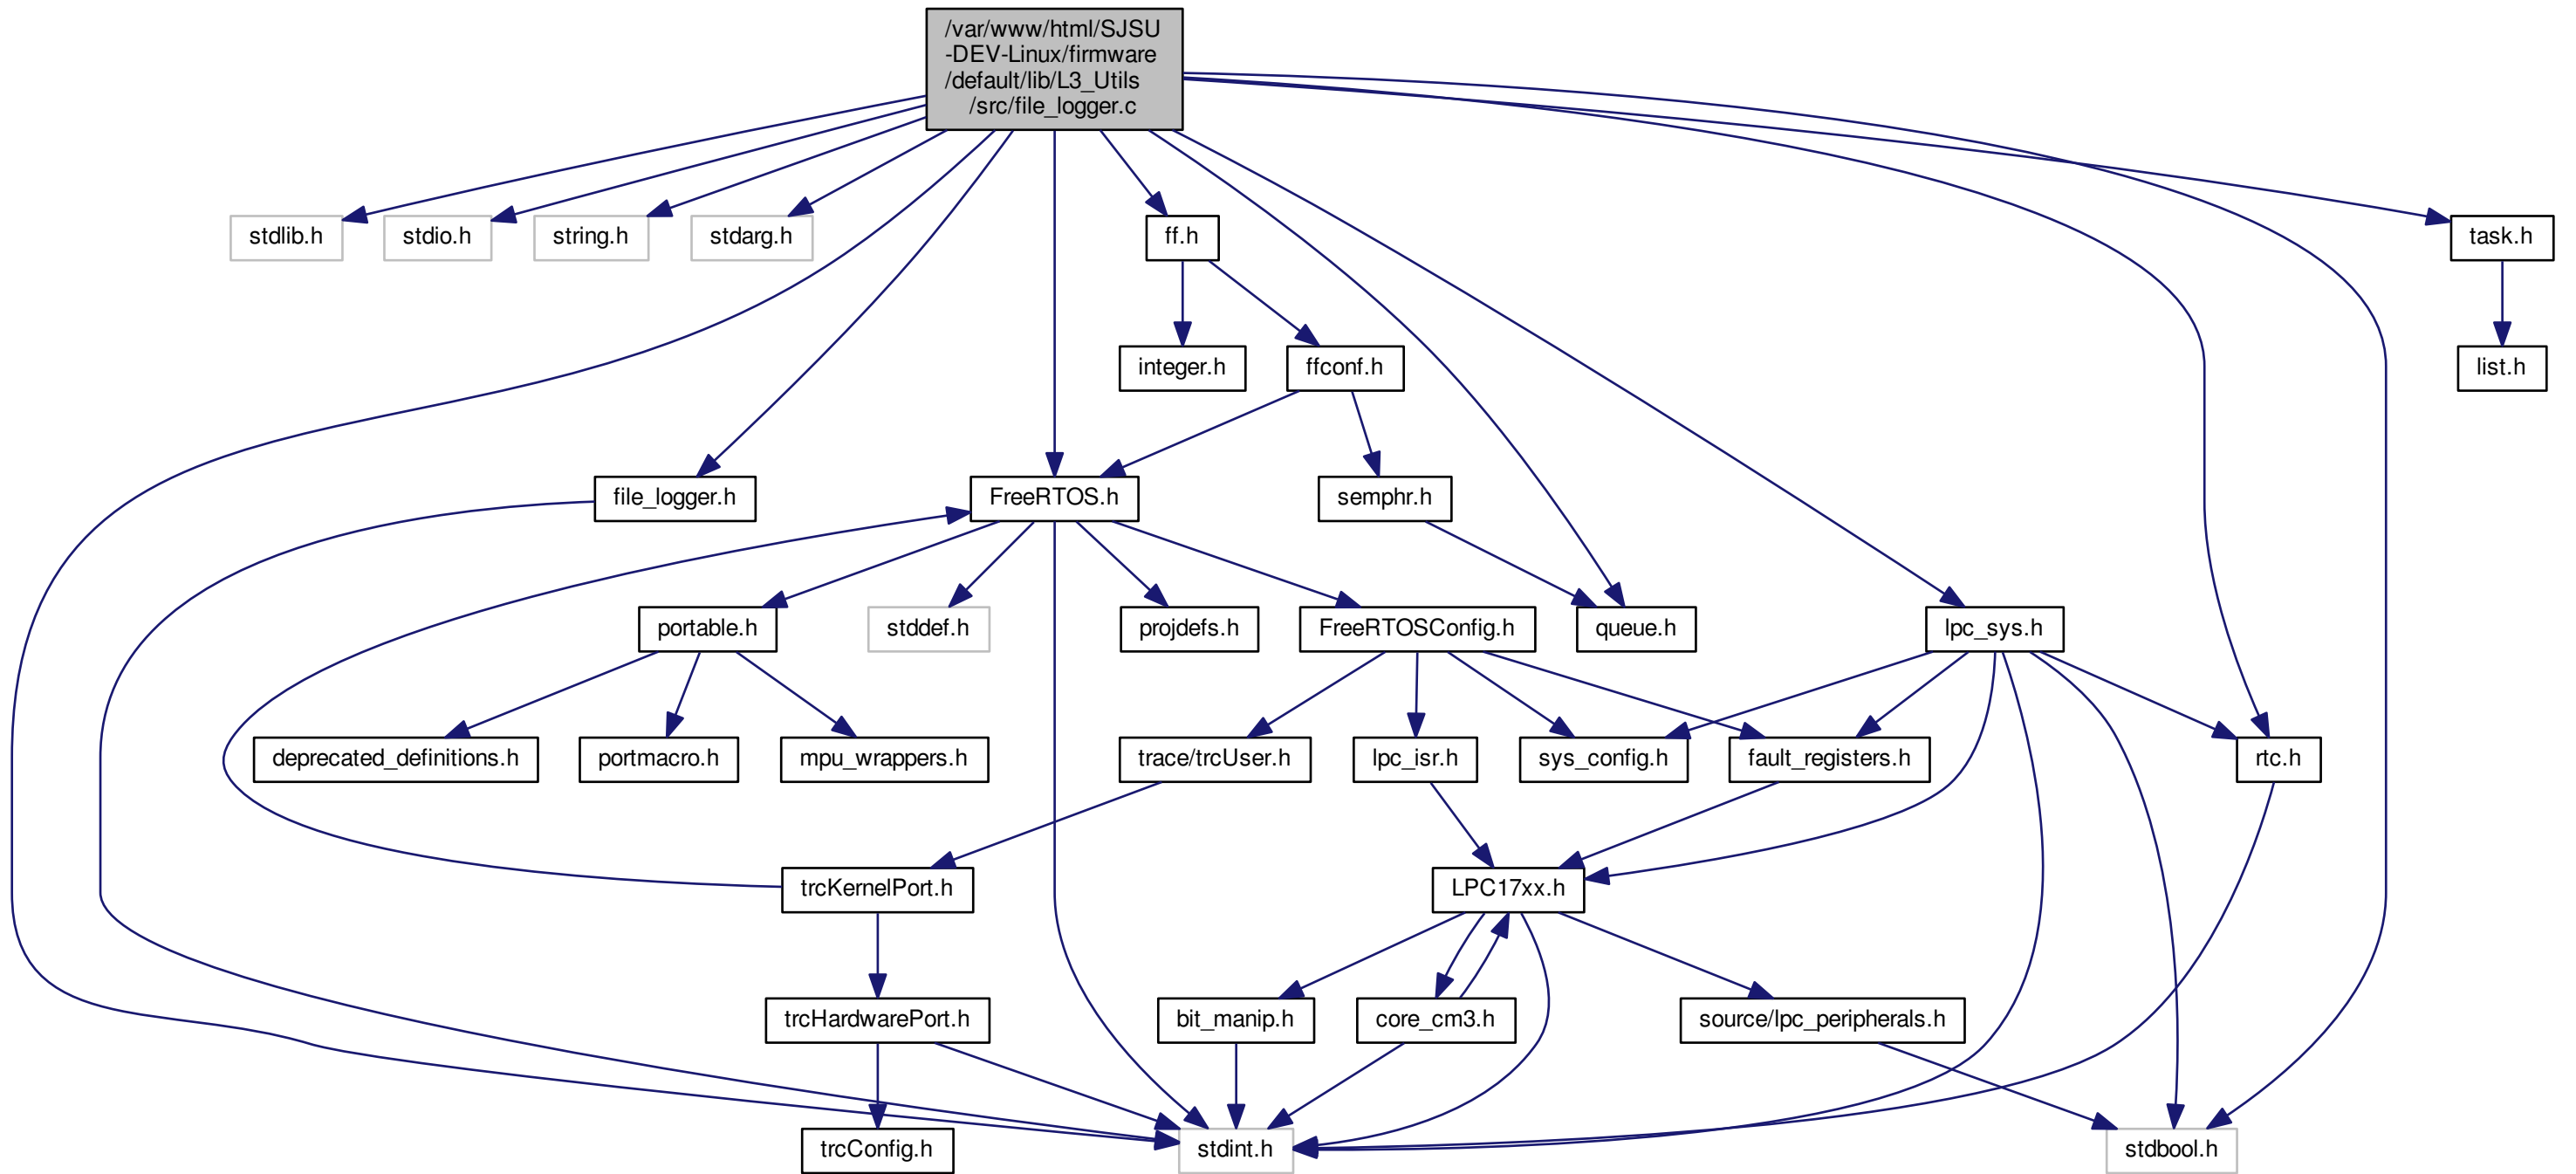 /var/www/html/SJSU
-DEV-Linux/firmware
/default/lib/L3_Utils
/src/file_logger.c
stdlib.h
stdio.h
string.h
stdarg.h
ff.h
task.h
integer.h
ffconf.h
list.h
file_logger.h
FreeRTOS.h
semphr.h
portable.h
stddef.h
projdefs.h
FreeRTOSConfig.h
queue.h
lpc_sys.h
deprecated_definitions.h
portmacro.h
mpu_wrappers.h
trace/trcUser.h
lpc_isr.h
sys_config.h
fault_registers.h
rtc.h
trcKernelPort.h
LPC17xx.h
trcHardwarePort.h
bit_manip.h
core_cm3.h
source/lpc_peripherals.h
trcConfig.h
stdint.h
stdbool.h